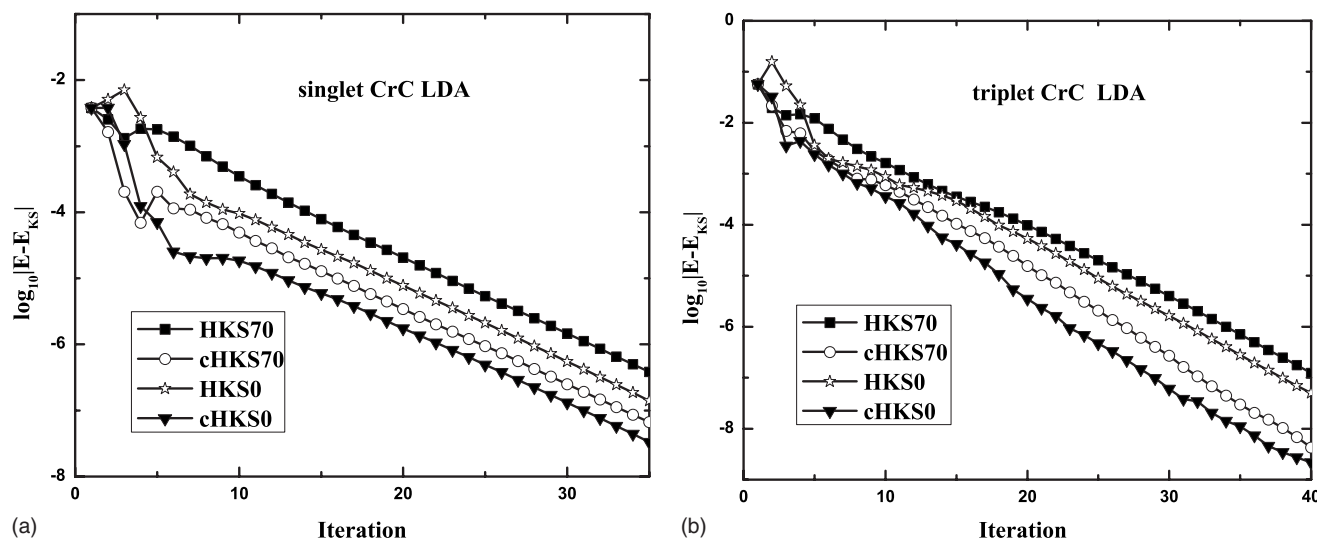 singlet CrC LDA
log10|E-EKS|
-2
-4
-6
-8
0
10
20
30
Iteration
HKS70
cHKS70
HKS0
cHKS0
(a)
triplet CrC LDA
log10|E-EKS|
0
-2
-4
-6
-8
0
10
20
30
40
Iteration
HKS70
cHKS70
HKS0
cHKS0
(b)